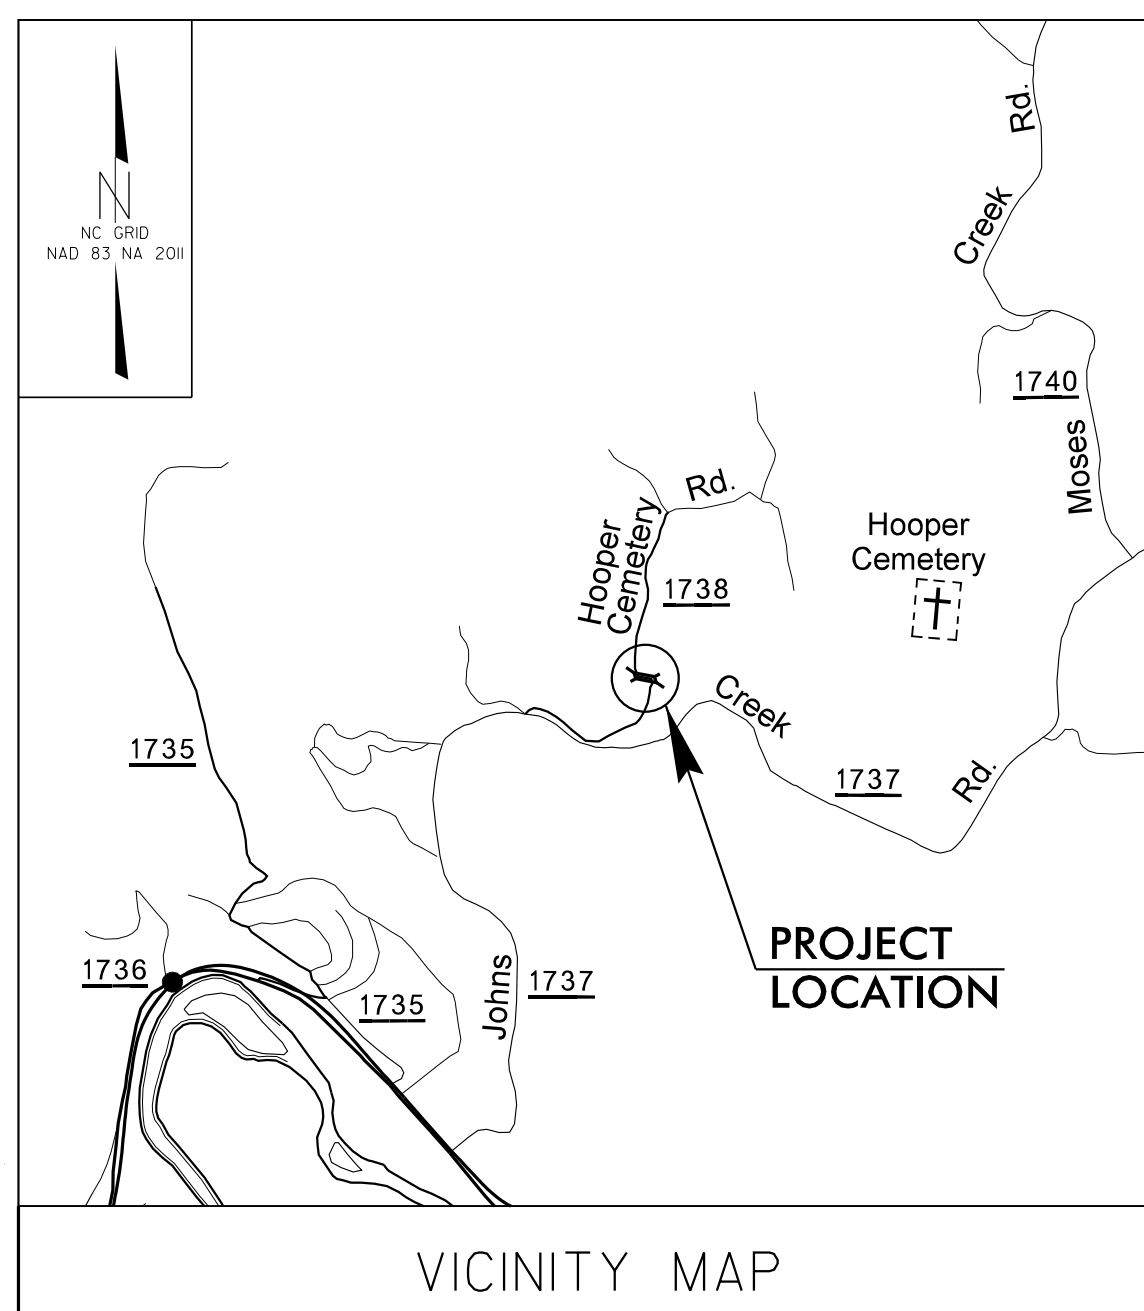 N
NC GRID
NAD 83 NA 2011
Rd.
Creek
1740
Moses
Rd.
Hooper
Cemetery
1738
Hooper
Cemetery
Creek
1735
1737
Rd.
1736
1735
Johns
1737
PROJECT
LOCATION
VICINITY MAP